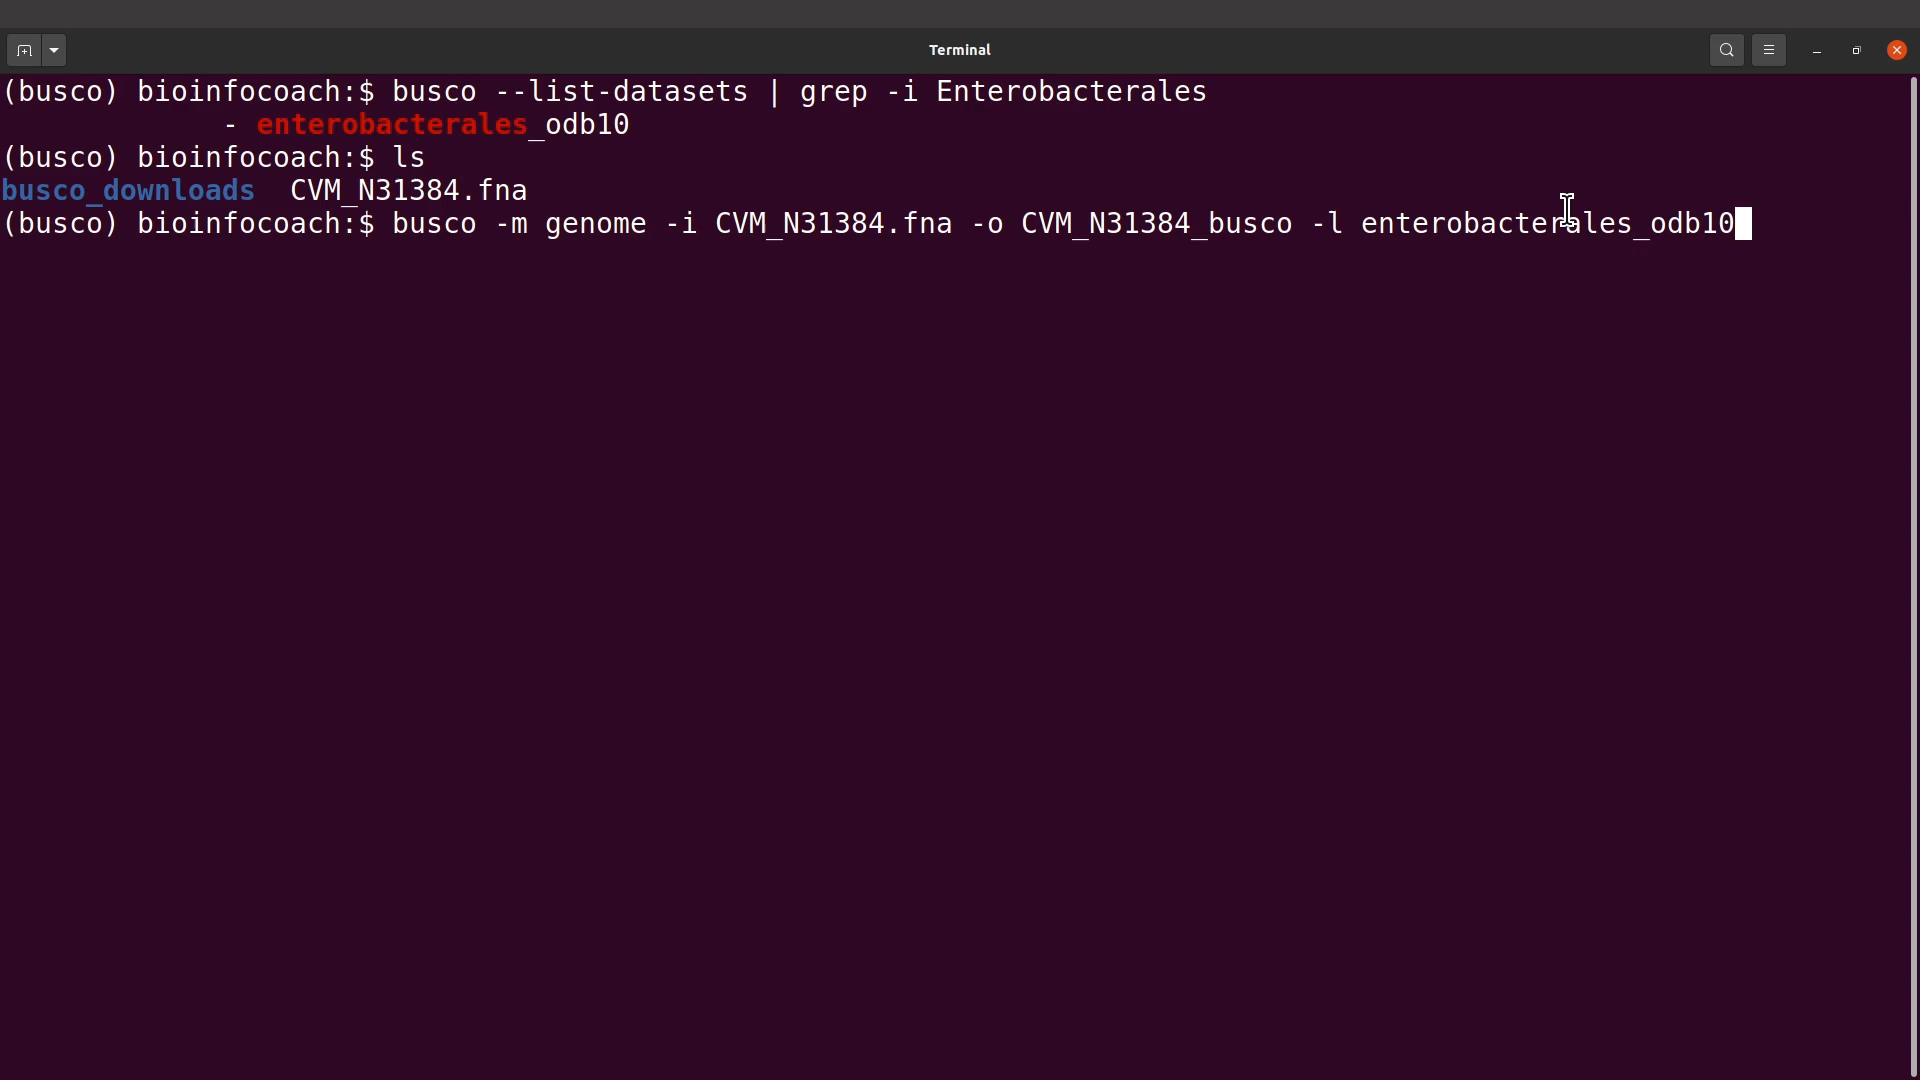 Terminal
(busco) bioinfocoach:$ busco --list-datasets | grep -i Enterobacterales
- enterobacterales_odb10
(busco) bioinfocoach:$ ls
busco_downloads  CVM_N31384.fna
(busco) bioinfocoach:$ busco -m genome -i CVM_N31384.fna -o CVM_N31384_busco -l enterobacterales_odb10